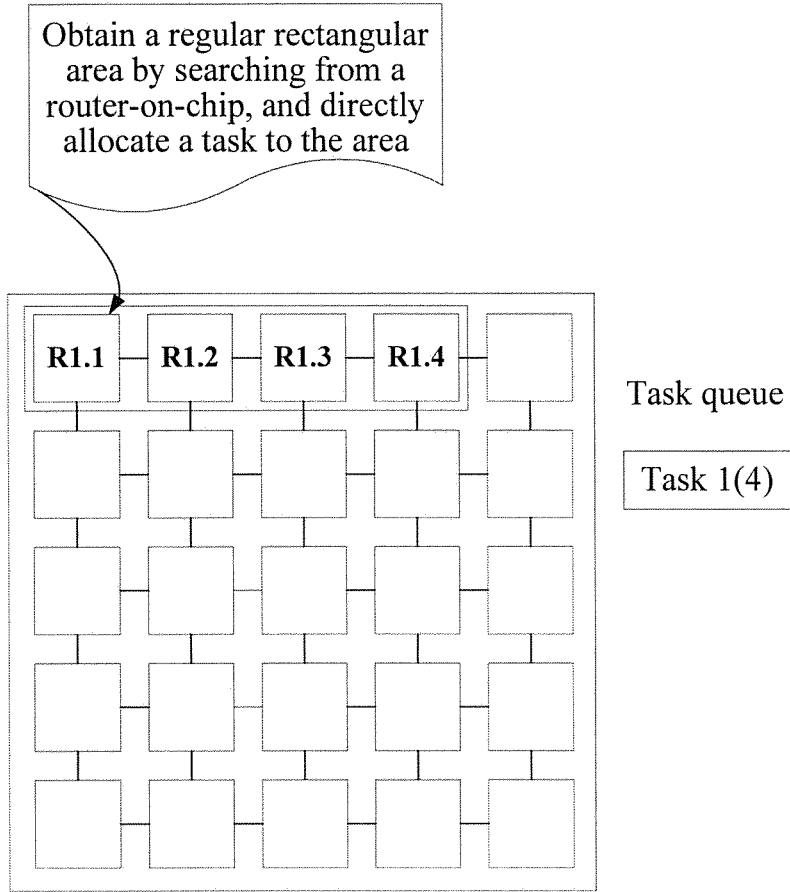 Obtain a regular rectangular
area by searching from a
router-on-chip, and directly
allocate a task to the area
R1.1
R1.2
R1.3
R1.4
Task queue
Task 1(4)